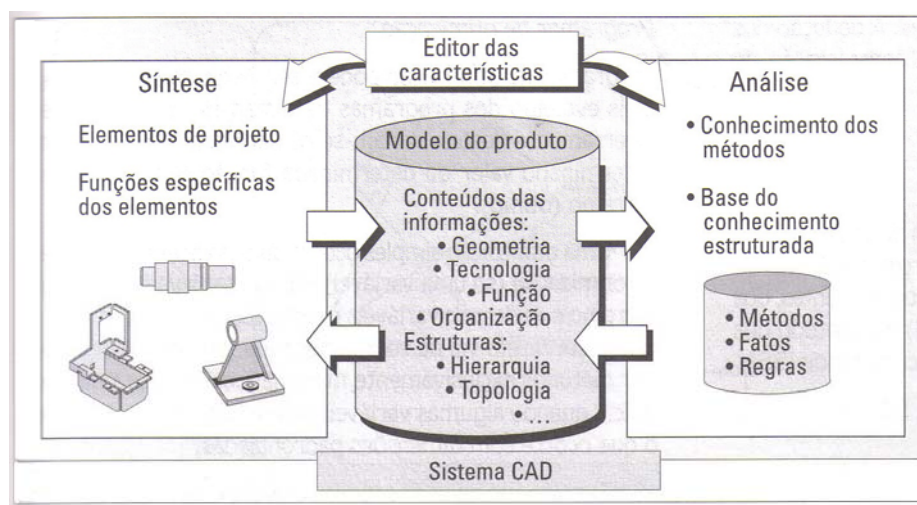 Editor das
características
Síntese
Elementos de projeto
Funções específicas
dos elementos
Modelo do produto
Conteúdos das
informações:
• Geometria
• Tecnologia
• Função
• Organização
Estruturas:
• Hierarquia
• Topologia
• ...
Análise
• Conhecimento dos
métodos
• Base do
conhecimento
estruturada
• Métodos
• Fatos
• Regras
Sistema CAD